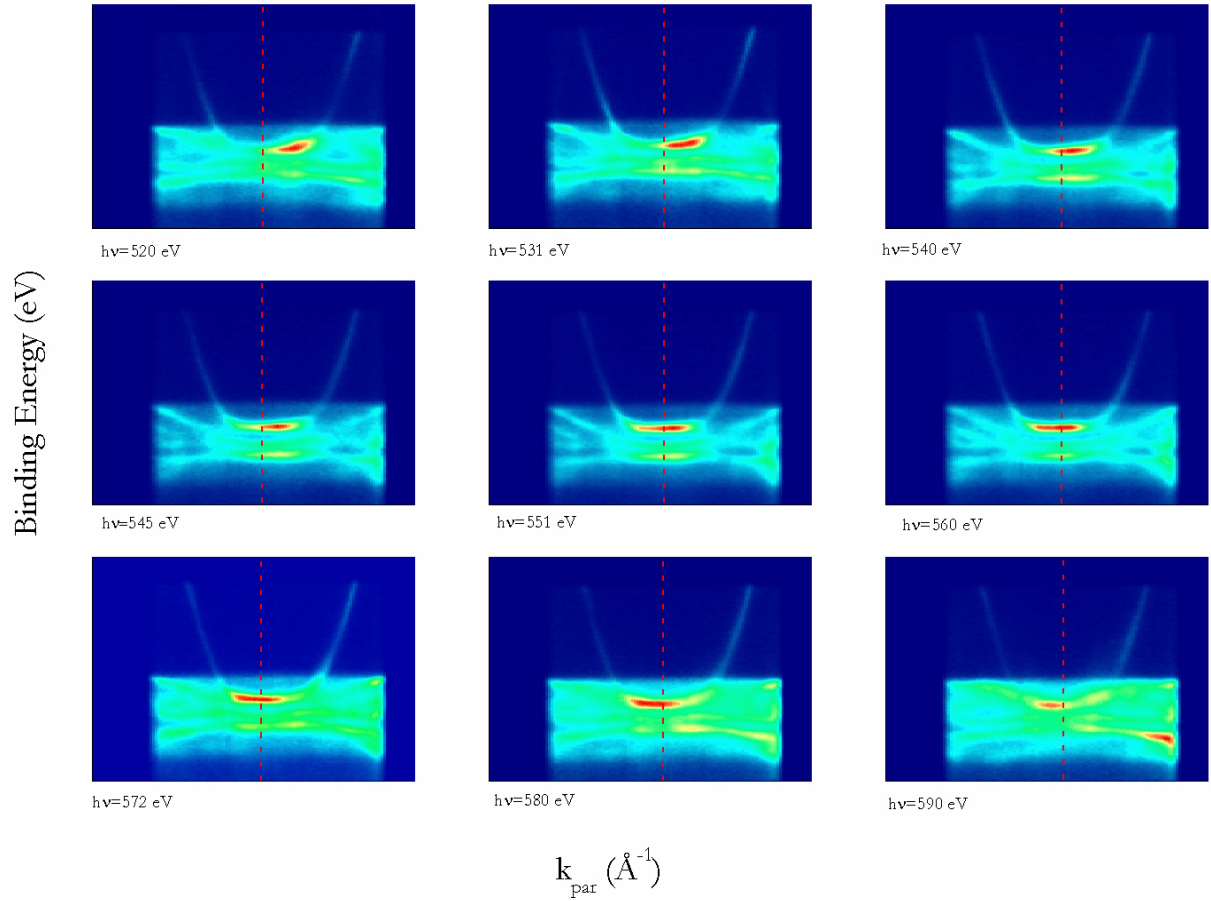 hν=520 eV
hν=531 eV
hν=540 eV
Binding Energy (eV)
hν=545 eV
hν=551 eV
hν=560 eV
hν=572 eV
hν=580 eV
hν=590 eV
k_par (Å⁻¹)